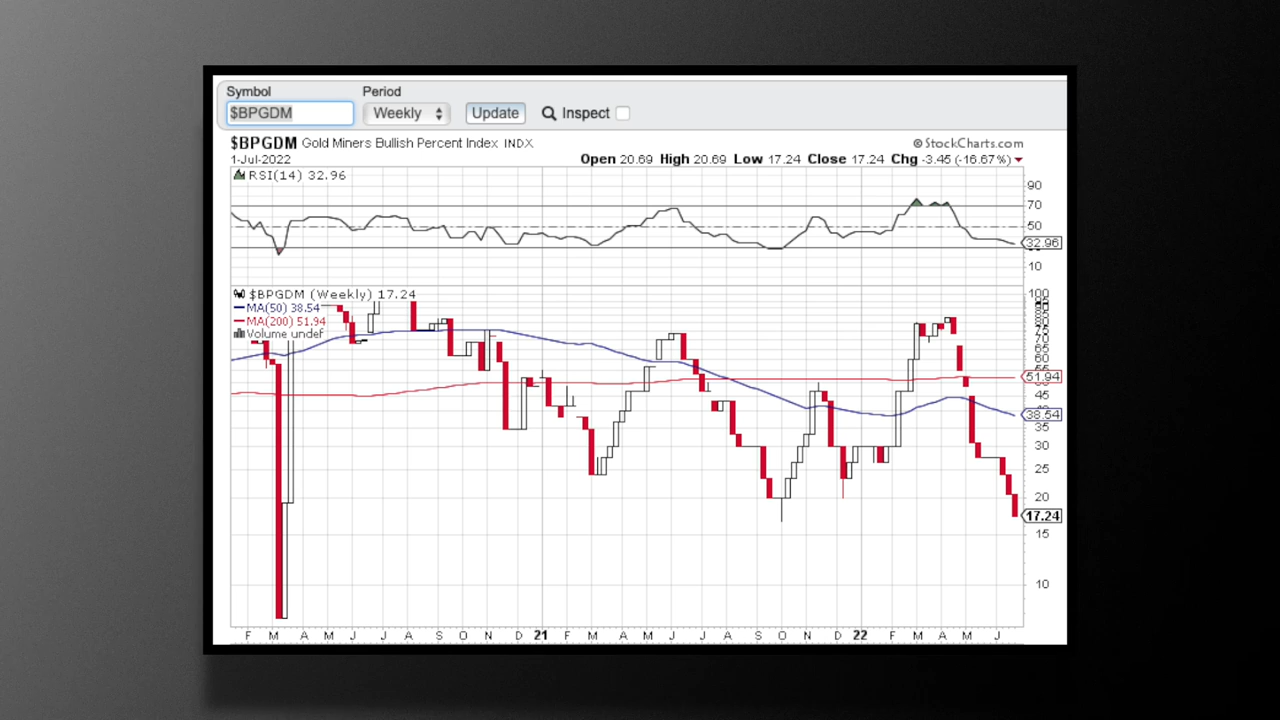 Symbol Period
$BPGDM Weekly Update Inspect
$BPGDM Gold Miners Bullish Percent Index INDX ® StockCharts.com
1-Jul-2022 Open 20.69 High 20.69 Low 17.24 Close 17.24 Chg -3.45 (-16.67%)
RSI(14) 32.96
90
70
50
32.96
10
$BPGDM (Weekly) 17.24
MA(50) 38.54
MA(200) 51.94
Volume undef
100
95
90
85
80
75
70
65
60
55
51.94
45
38.54
35
30
25
20
17.24
15
10
F M A M J J A S O N D 21 F M A M J J A S O N D 22 F M A M J